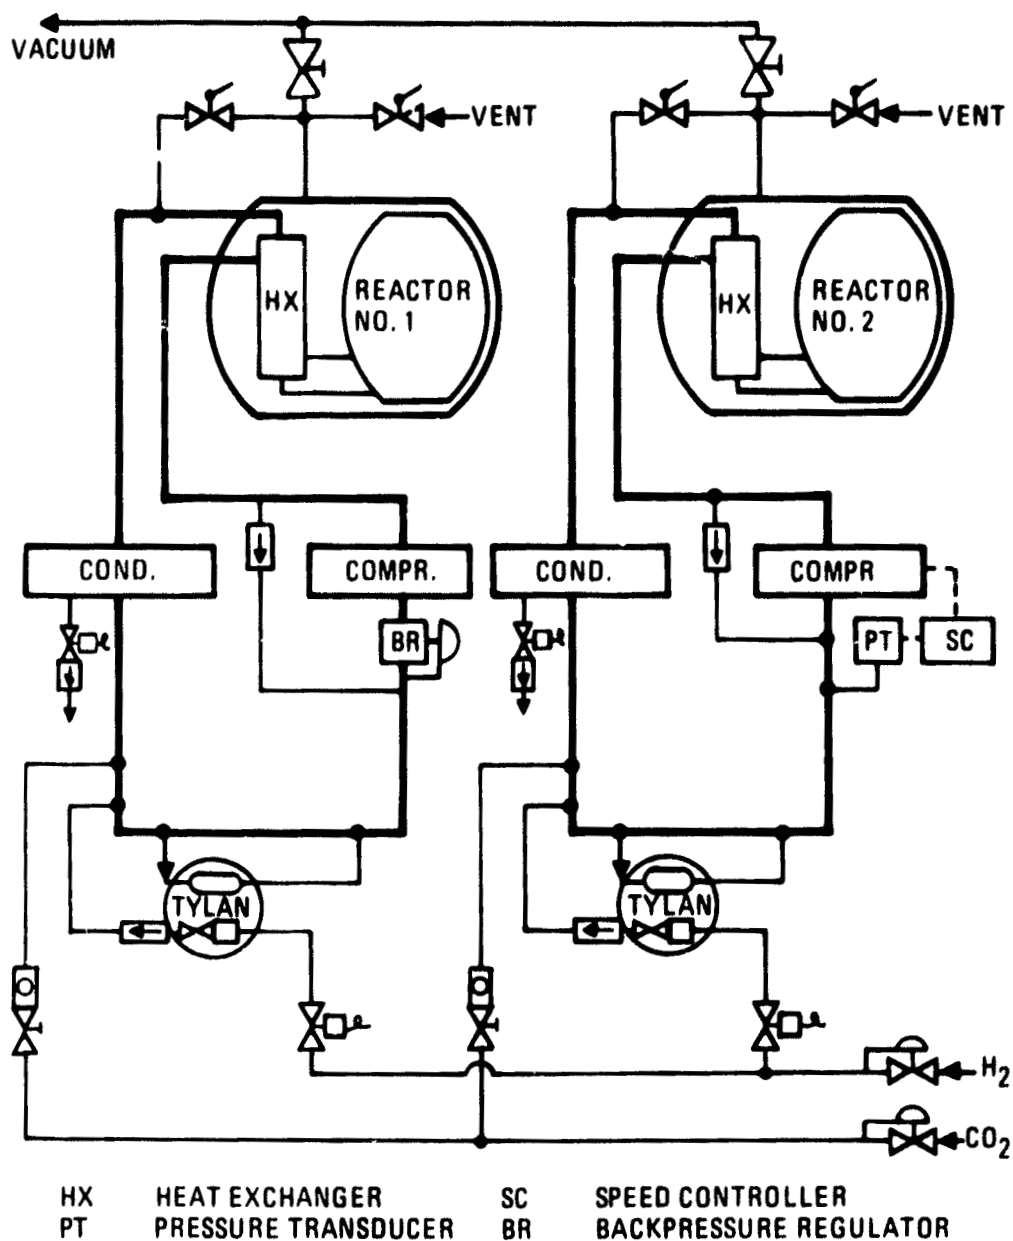 VACUUM
VENT
VENT
HX
REACTOR
NO. 1
HX
REACTOR
NO. 2
COND.
COMPR.
COND.
COMPR
BR
PT
SC
TYLAN
TYLAN
H2
CO2
HX HEAT EXCHANGER SC SPEED CONTROLLER
PT PRESSURE TRANSDUCER BR BACKPRESSURE REGULATOR